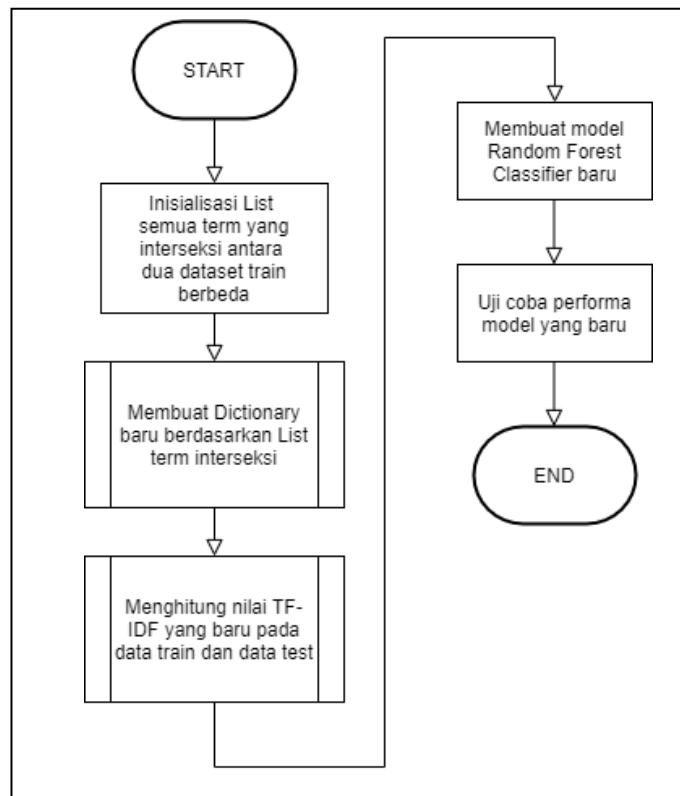 START
Inisialisasi List
semua term yang
interseksi antara
dua dataset train
berbeda
Membuat Dictionary
baru berdasarkan List
term interseksi
Menghitung nilai TF-
IDF yang baru pada
data train dan data test
Membuat model
Random Forest
Classifier baru
Uji coba performa
model yang baru
END